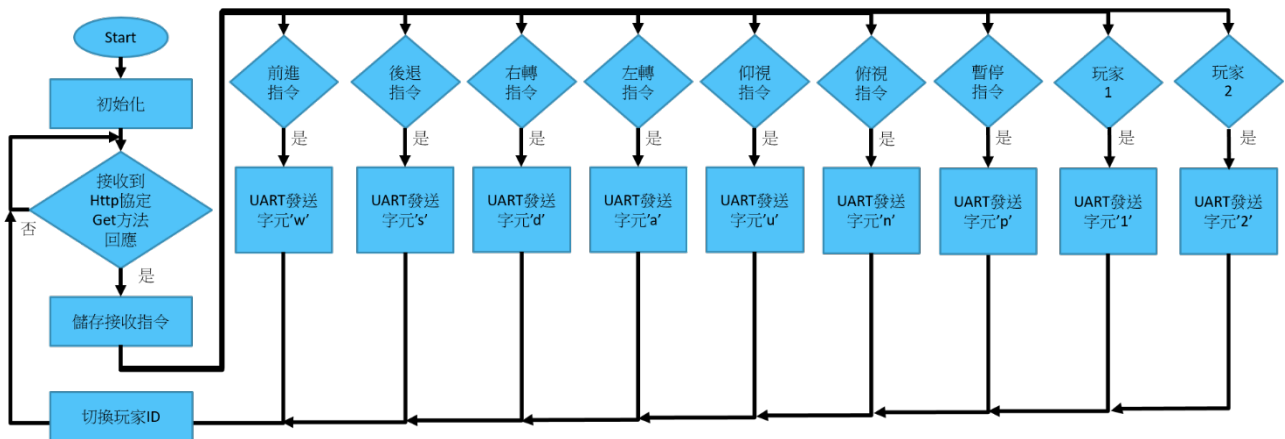 Start
初始化
接收到
Http協定
Get方法
回應
否
是
儲存接收指令
切換玩家ID
前進
指令
是
UART發送
字元'w'
後退
指令
是
UART發送
字元's'
右轉
指令
是
UART發送
字元'd'
左轉
指令
是
UART發送
字元'a'
仰視
指令
是
UART發送
字元'u'
俯視
指令
是
UART發送
字元'n'
暫停
指令
是
UART發送
字元'p'
玩家
1
是
UART發送
字元'1'
玩家
2
是
UART發送
字元'2'